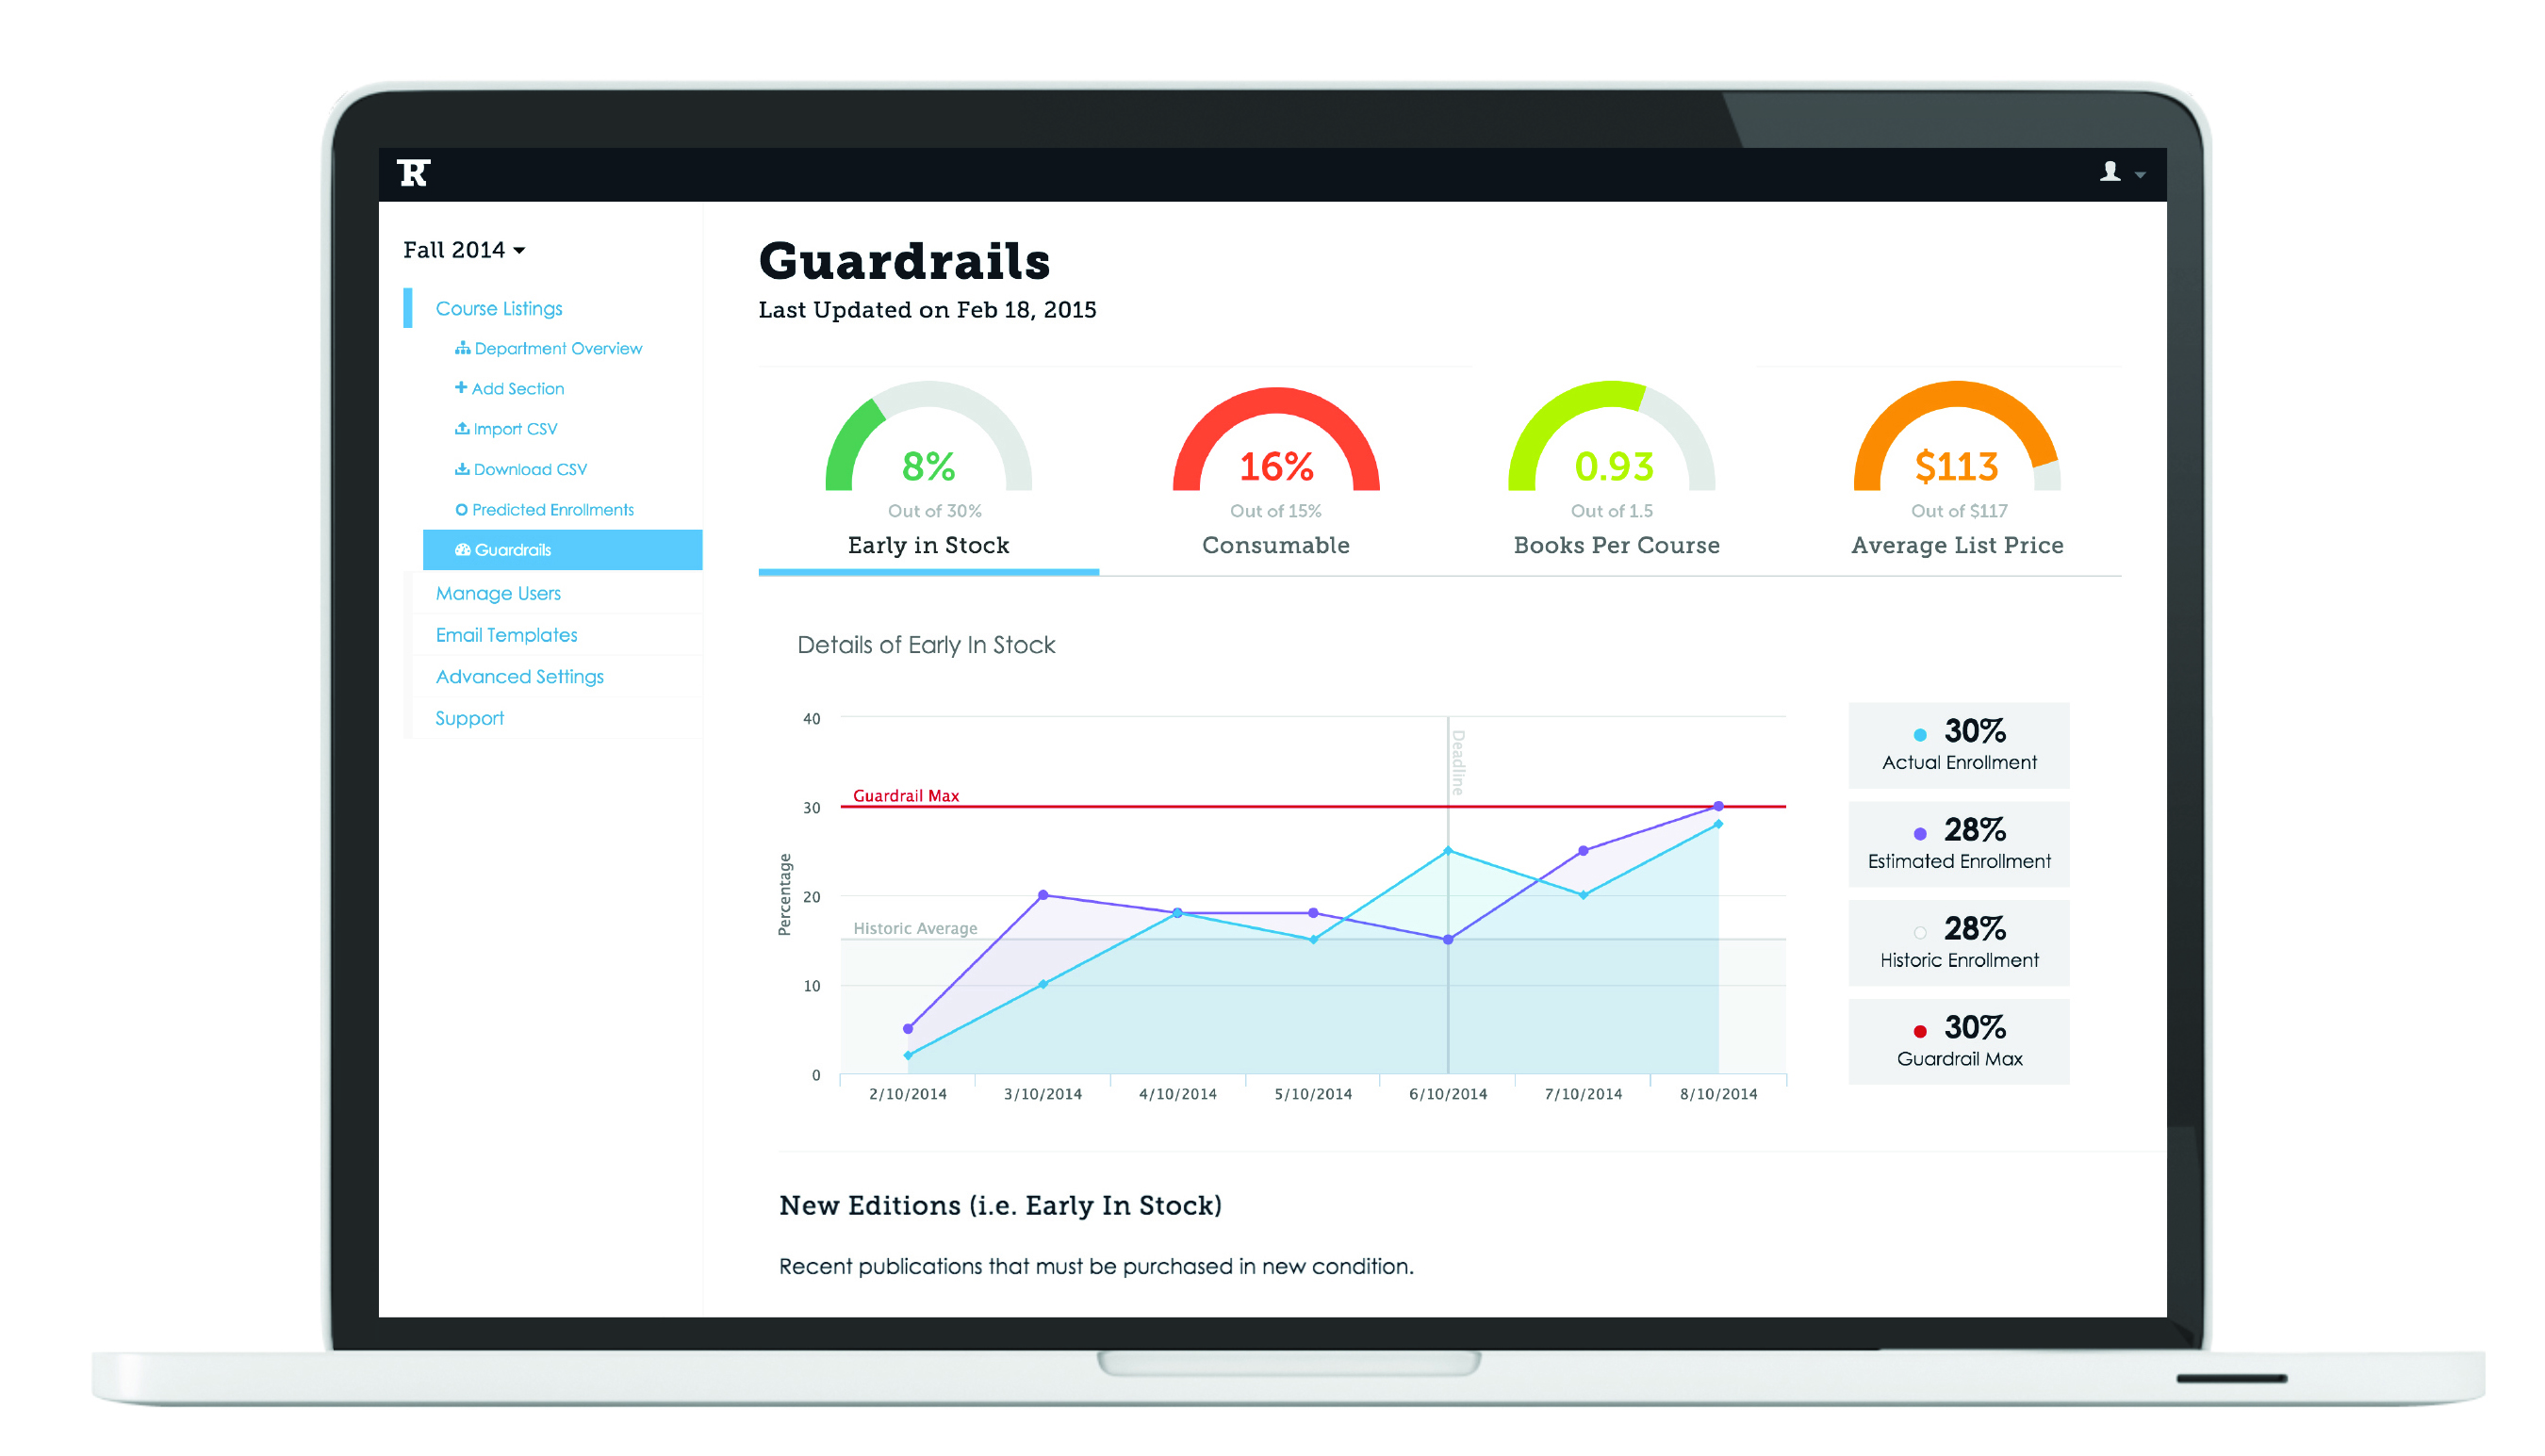 R
Fall 2014
Course Listings
Department Overview
Add Section
Import CSV
Download CSV
Predicted Enrollments
Guardrails
Manage Users
Email Templates
Advanced Settings
Support
Guardrails
Last Updated on Feb 18, 2015
8%
Out of 30%
Early in Stock
16%
Out of 15%
Consumable
0.93
Out of 1.5
Books Per Course
$113
Out of $117
Average List Price
Details of Early In Stock
Percentage
40
30
20
10
0
Guardrail Max
Historic Average
Deadline
2/10/2014
3/10/2014
4/10/2014
5/10/2014
6/10/2014
7/10/2014
8/10/2014
30%
Actual Enrollment
28%
Estimated Enrollment
28%
Historic Enrollment
30%
Guardrail Max
New Editions (i.e. Early In Stock)
Recent publications that must be purchased in new condition.